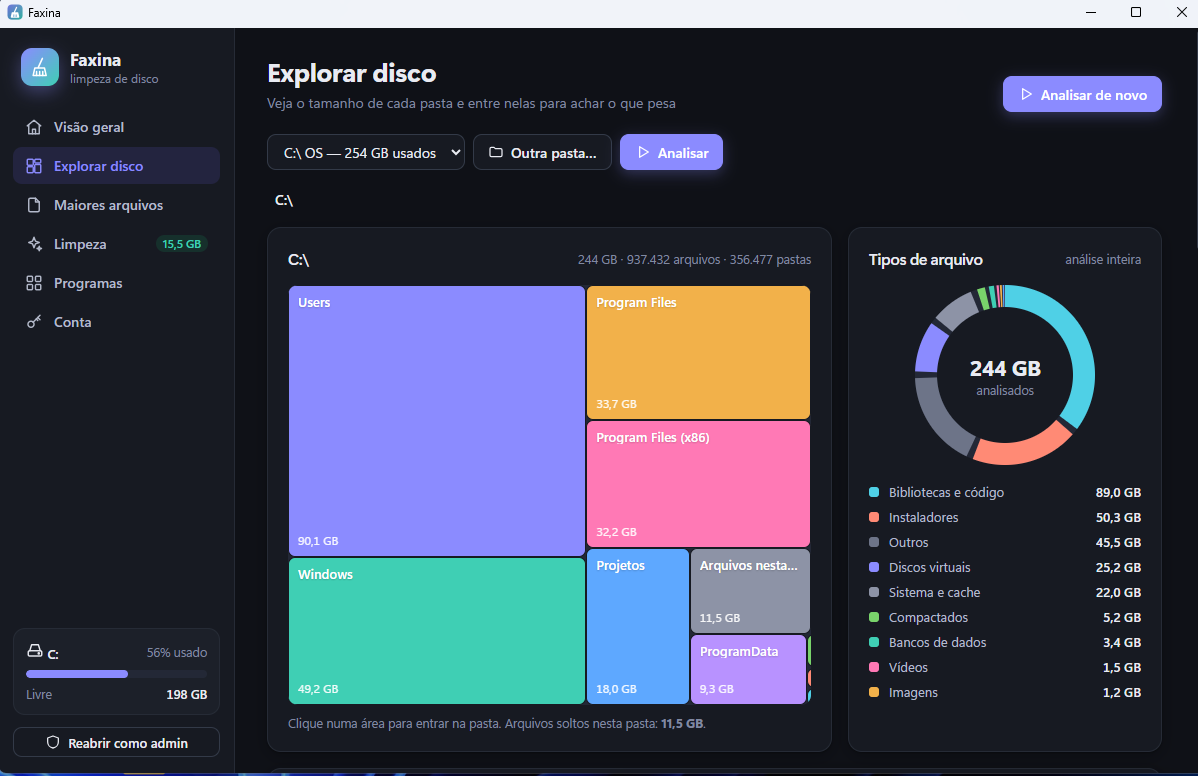 Faxina
Faxina
limpeza de disco
Visão geral
Explorar disco
Maiores arquivos
Limpeza 15,5 GB
Programas
Conta
C: 56% usado
Livre 198 GB
Reabrir como admin
Explorar disco
Veja o tamanho de cada pasta e entre nelas para achar o que pesa
Analisar de novo
C:\ OS — 254 GB usados
Outra pasta...
Analisar
C:\
C:\ 244 GB · 937.432 arquivos · 356.477 pastas
Users
90,1 GB
Program Files
33,7 GB
Program Files (x86)
32,2 GB
Windows
49,2 GB
Projetos
18,0 GB
Arquivos nesta...
11,5 GB
ProgramData
9,3 GB
Clique numa área para entrar na pasta. Arquivos soltos nesta pasta: 11,5 GB.
Tipos de arquivo análise inteira
244 GB
analisados
Bibliotecas e código 89,0 GB
Instaladores 50,3 GB
Outros 45,5 GB
Discos virtuais 25,2 GB
Sistema e cache 22,0 GB
Compactados 5,2 GB
Bancos de dados 3,4 GB
Vídeos 1,5 GB
Imagens 1,2 GB